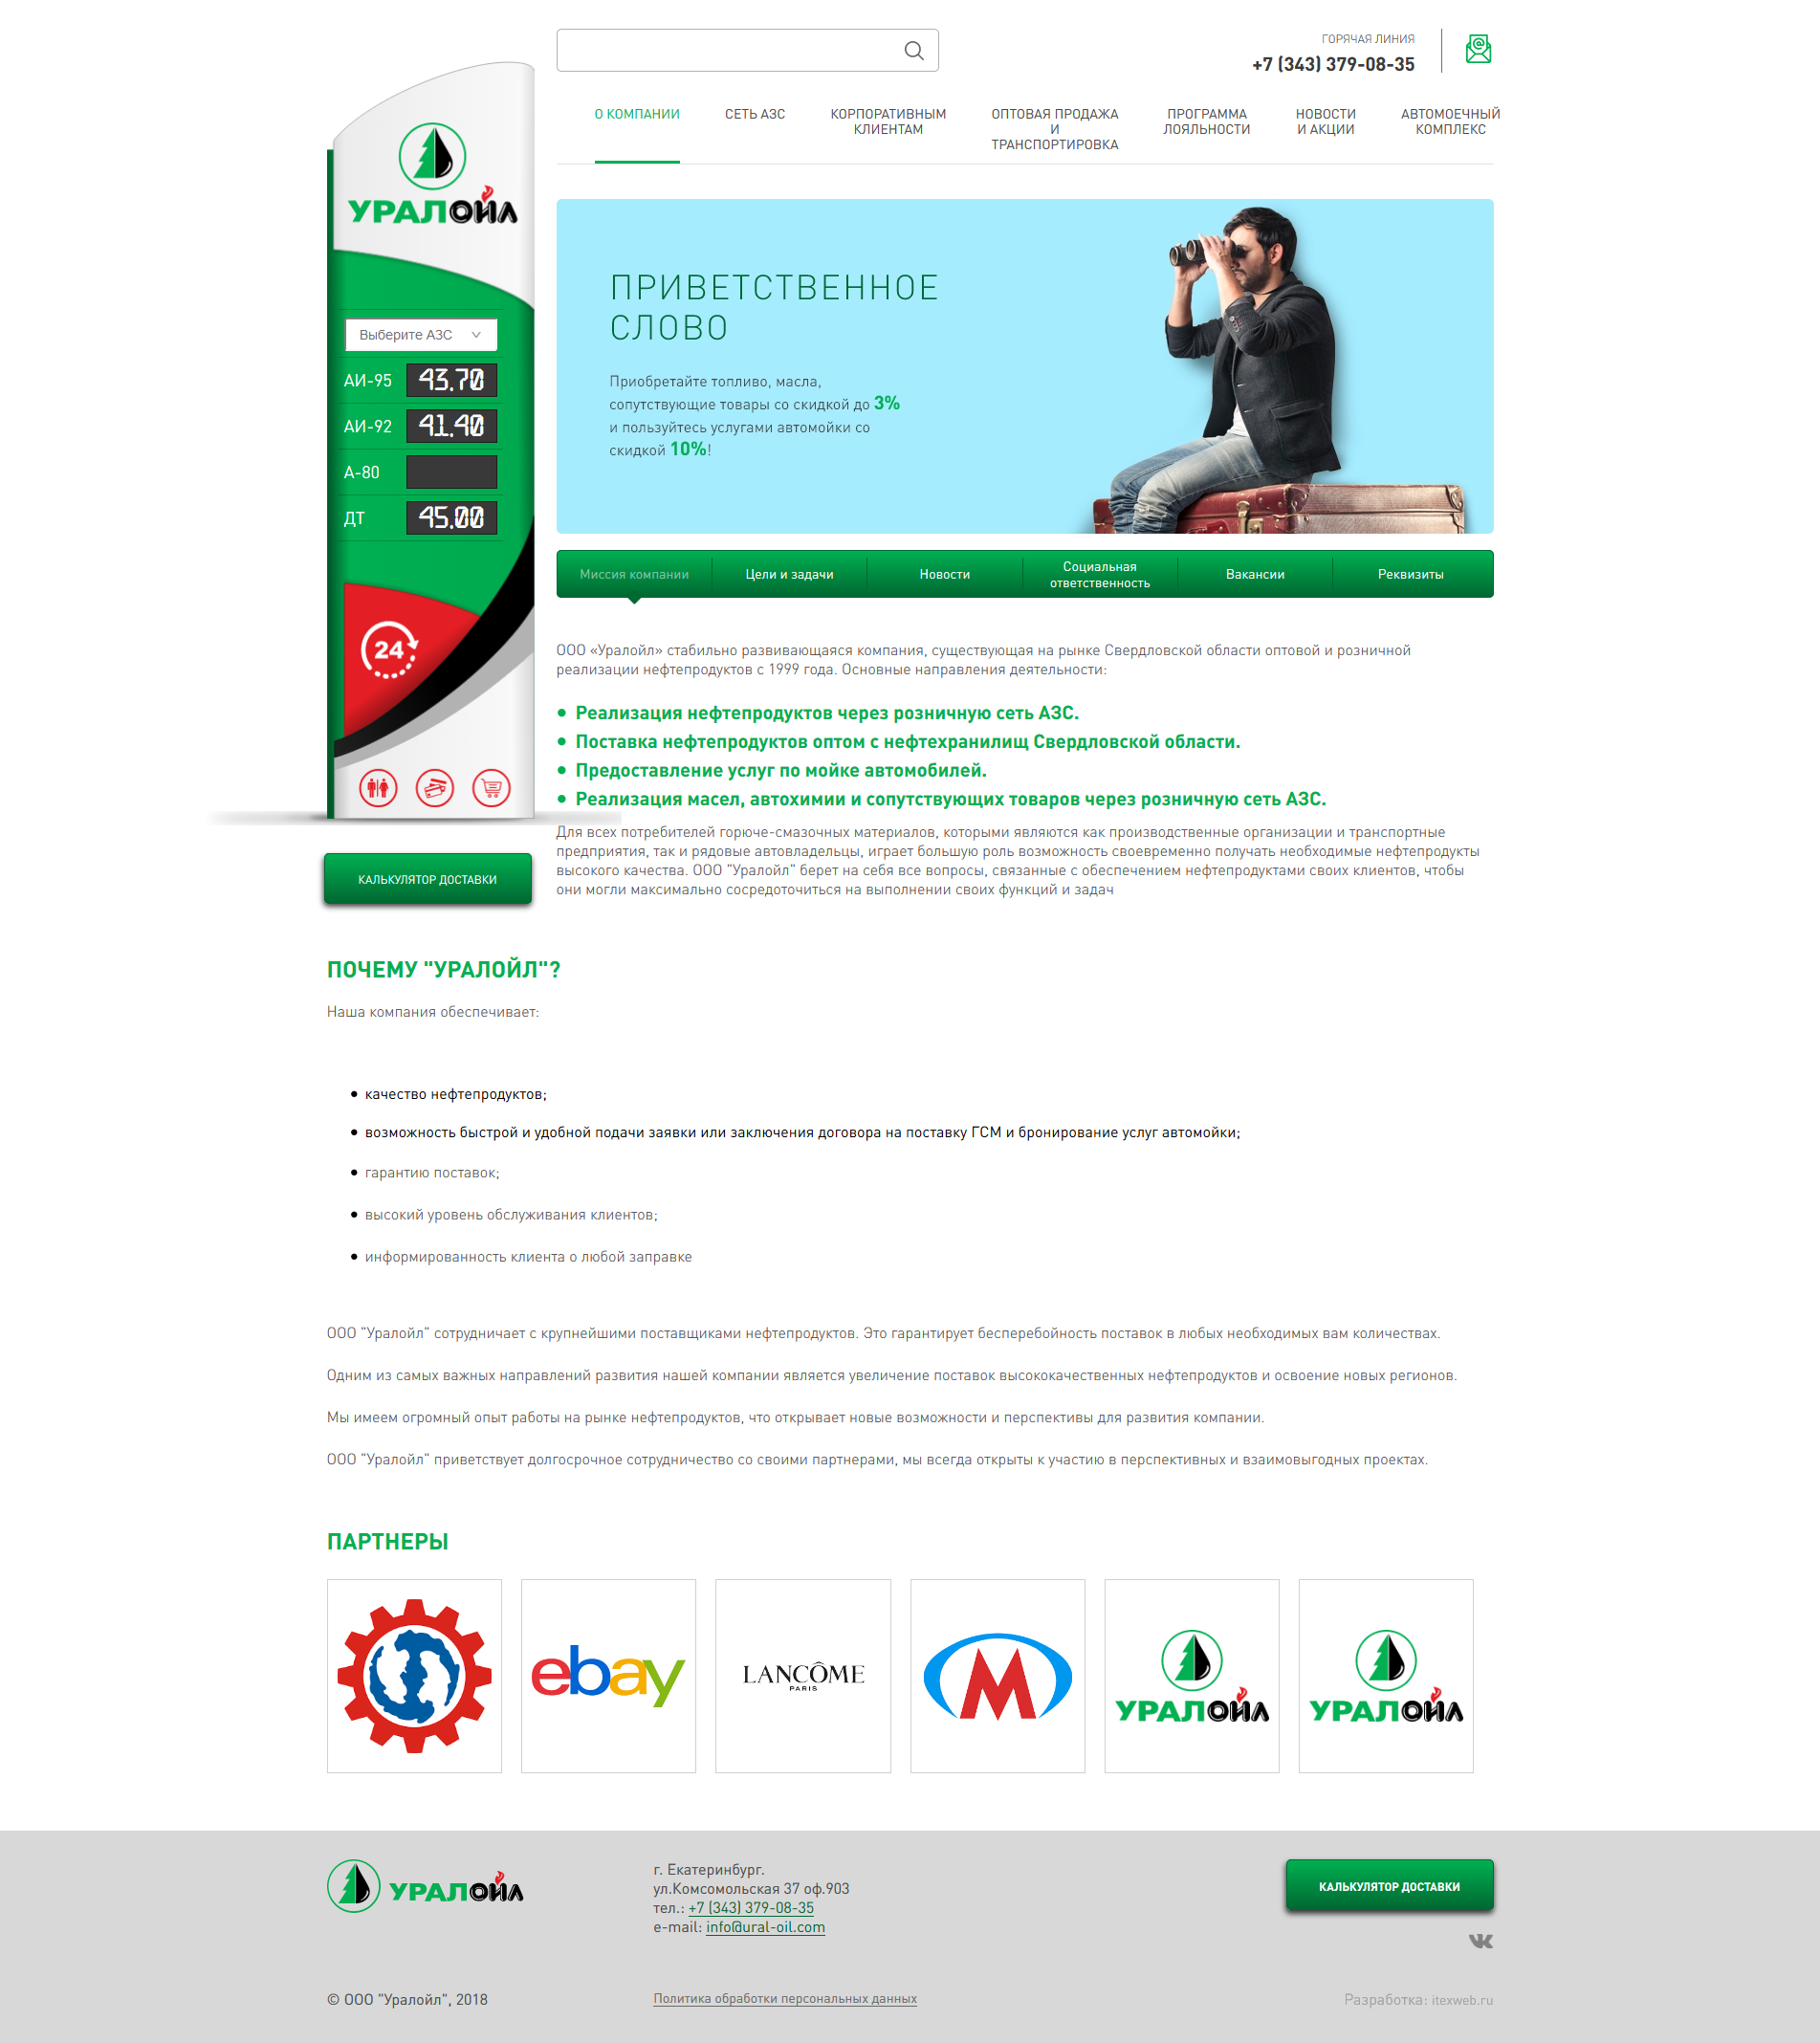 ГОРЯЧАЯ ЛИНИЯ
+7 (343) 379-08-35
О КОМПАНИИ
СЕТЬ АЗС
КОРПОРАТИВНЫМ
КЛИЕНТАМ
ОПТОВАЯ ПРОДАЖА
И
ТРАНСПОРТИРОВКА
ПРОГРАММА
ЛОЯЛЬНОСТИ
НОВОСТИ
И АКЦИИ
АВТОМОЕЧНЫЙ
КОМПЛЕКС
УРАЛОЙЛ
Выберите АЗС
АИ-95 43.70
АИ-92 41.40
А-80
ДТ 45.00
24
КАЛЬКУЛЯТОР ДОСТАВКИ
ПРИВЕТСТВЕННОЕ
СЛОВО
Приобретайте топливо, масла,
сопутствующие товары со скидкой до 3%
и пользуйтесь услугами автомойки со
скидкой 10%!
Миссия компании
Цели и задачи
Новости
Социальная
ответственность
Вакансии
Реквизиты
ООО «Уралойл» стабильно развивающаяся компания, существующая на рынке Свердловской области оптовой и розничной
реализации нефтепродуктов с 1999 года. Основные направления деятельности:
• Реализация нефтепродуктов через розничную сеть АЗС.
• Поставка нефтепродуктов оптом с нефтехранилищ Свердловской области.
• Предоставление услуг по мойке автомобилей.
• Реализация масел, автохимии и сопутствующих товаров через розничную сеть АЗС.
Для всех потребителей горюче-смазочных материалов, которыми являются как производственные организации и транспортные
предприятия, так и рядовые автовладельцы, играет большую роль возможность своевременно получать необходимые нефтепродукты
высокого качества. ООО "Уралойл" берет на себя все вопросы, связанные с обеспечением нефтепродуктами своих клиентов, чтобы
они могли максимально сосредоточиться на выполнении своих функций и задач
ПОЧЕМУ "УРАЛОЙЛ"?
Наша компания обеспечивает:
• качество нефтепродуктов;
• возможность быстрой и удобной подачи заявки или заключения договора на поставку ГСМ и бронирование услуг автомойки;
• гарантию поставок;
• высокий уровень обслуживания клиентов;
• информированность клиента о любой заправке
ООО "Уралойл" сотрудничает с крупнейшими поставщиками нефтепродуктов. Это гарантирует бесперебойность поставок в любых необходимых вам количествах.
Одним из самых важных направлений развития нашей компании является увеличение поставок высококачественных нефтепродуктов и освоение новых регионов.
Мы имеем огромный опыт работы на рынке нефтепродуктов, что открывает новые возможности и перспективы для развития компании.
ООО "Уралойл" приветствует долгосрочное сотрудничество со своими партнерами, мы всегда открыты к участию в перспективных и взаимовыгодных проектах.
ПАРТНЕРЫ
ebay
LANCÔME
PARIS
М
УРАЛОЙЛ
УРАЛОЙЛ
УРАЛОЙЛ
г. Екатеринбург.
ул.Комсомольская 37 оф.903
тел.: +7 (343) 379-08-35
e-mail: info@ural-oil.com
КАЛЬКУЛЯТОР ДОСТАВКИ
© ООО "Уралойл", 2018
Политика обработки персональных данных
Разработка: itexweb.ru